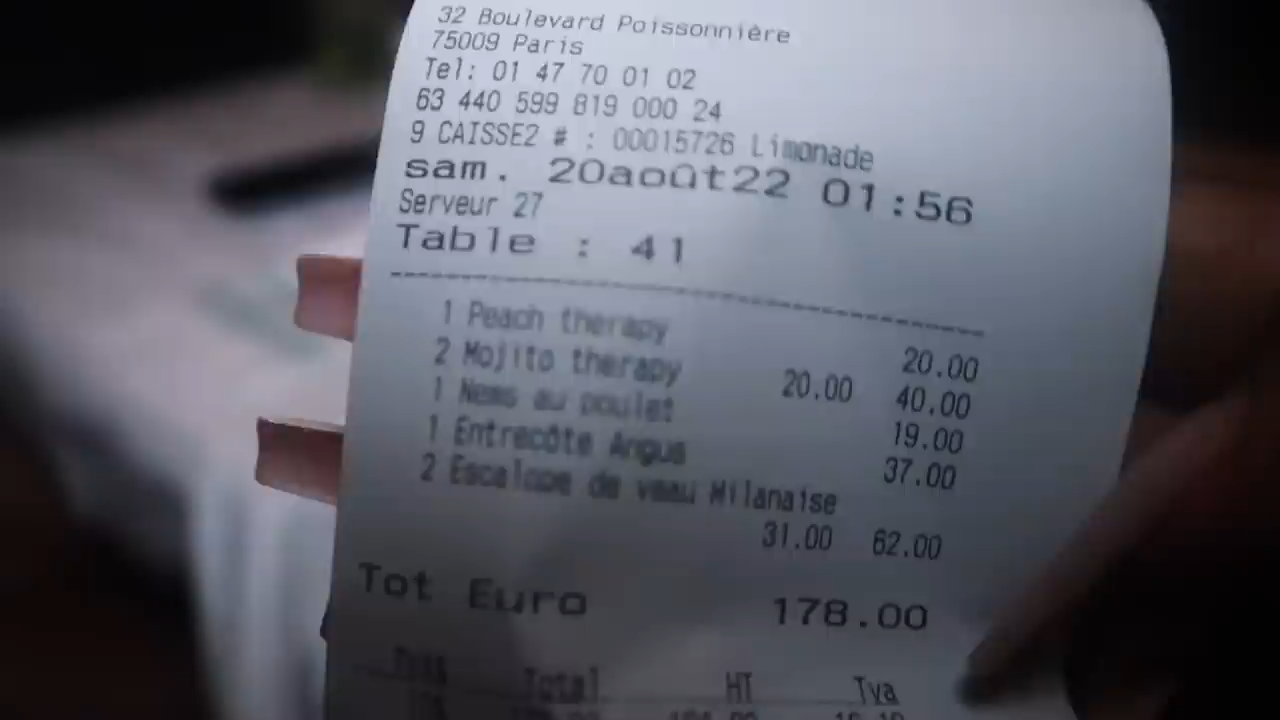 32 Boulevard Poissonnière
75009 Paris
Tel: 01 47 70 01 02
63 440 599 819 000 24
9 CAISSE2 # : 00015726 Limonade
sam. 20août22 01:56
Serveur 27
Table : 41
1 Peach therapy 20.00
2 Mojito therapy 20.00 40.00
1 Nems au poulet 19.00
1 Entrecôte Angus 37.00
2 Escalope de veau Milanaise
31.00 62.00
Tot Euro 178.00
Total HT Tva